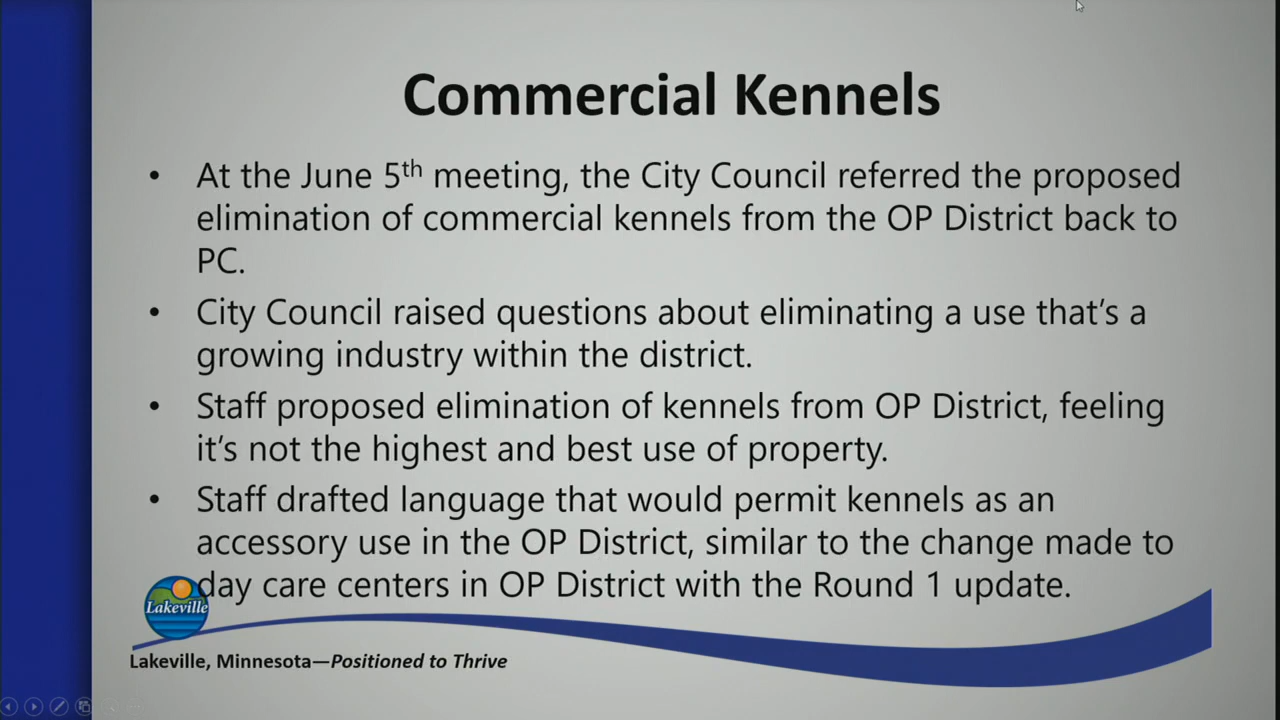 Commercial Kennels
• At the June 5th meeting, the City Council referred the proposed
elimination of commercial kennels from the OP District back to
PC.
• City Council raised questions about eliminating a use that's a
growing industry within the district.
• Staff proposed elimination of kennels from OP District, feeling
it's not the highest and best use of property.
• Staff drafted language that would permit kennels as an
accessory use in the OP District, similar to the change made to
day care centers in OP District with the Round 1 update.
Lakeville
Lakeville, Minnesota—Positioned to Thrive